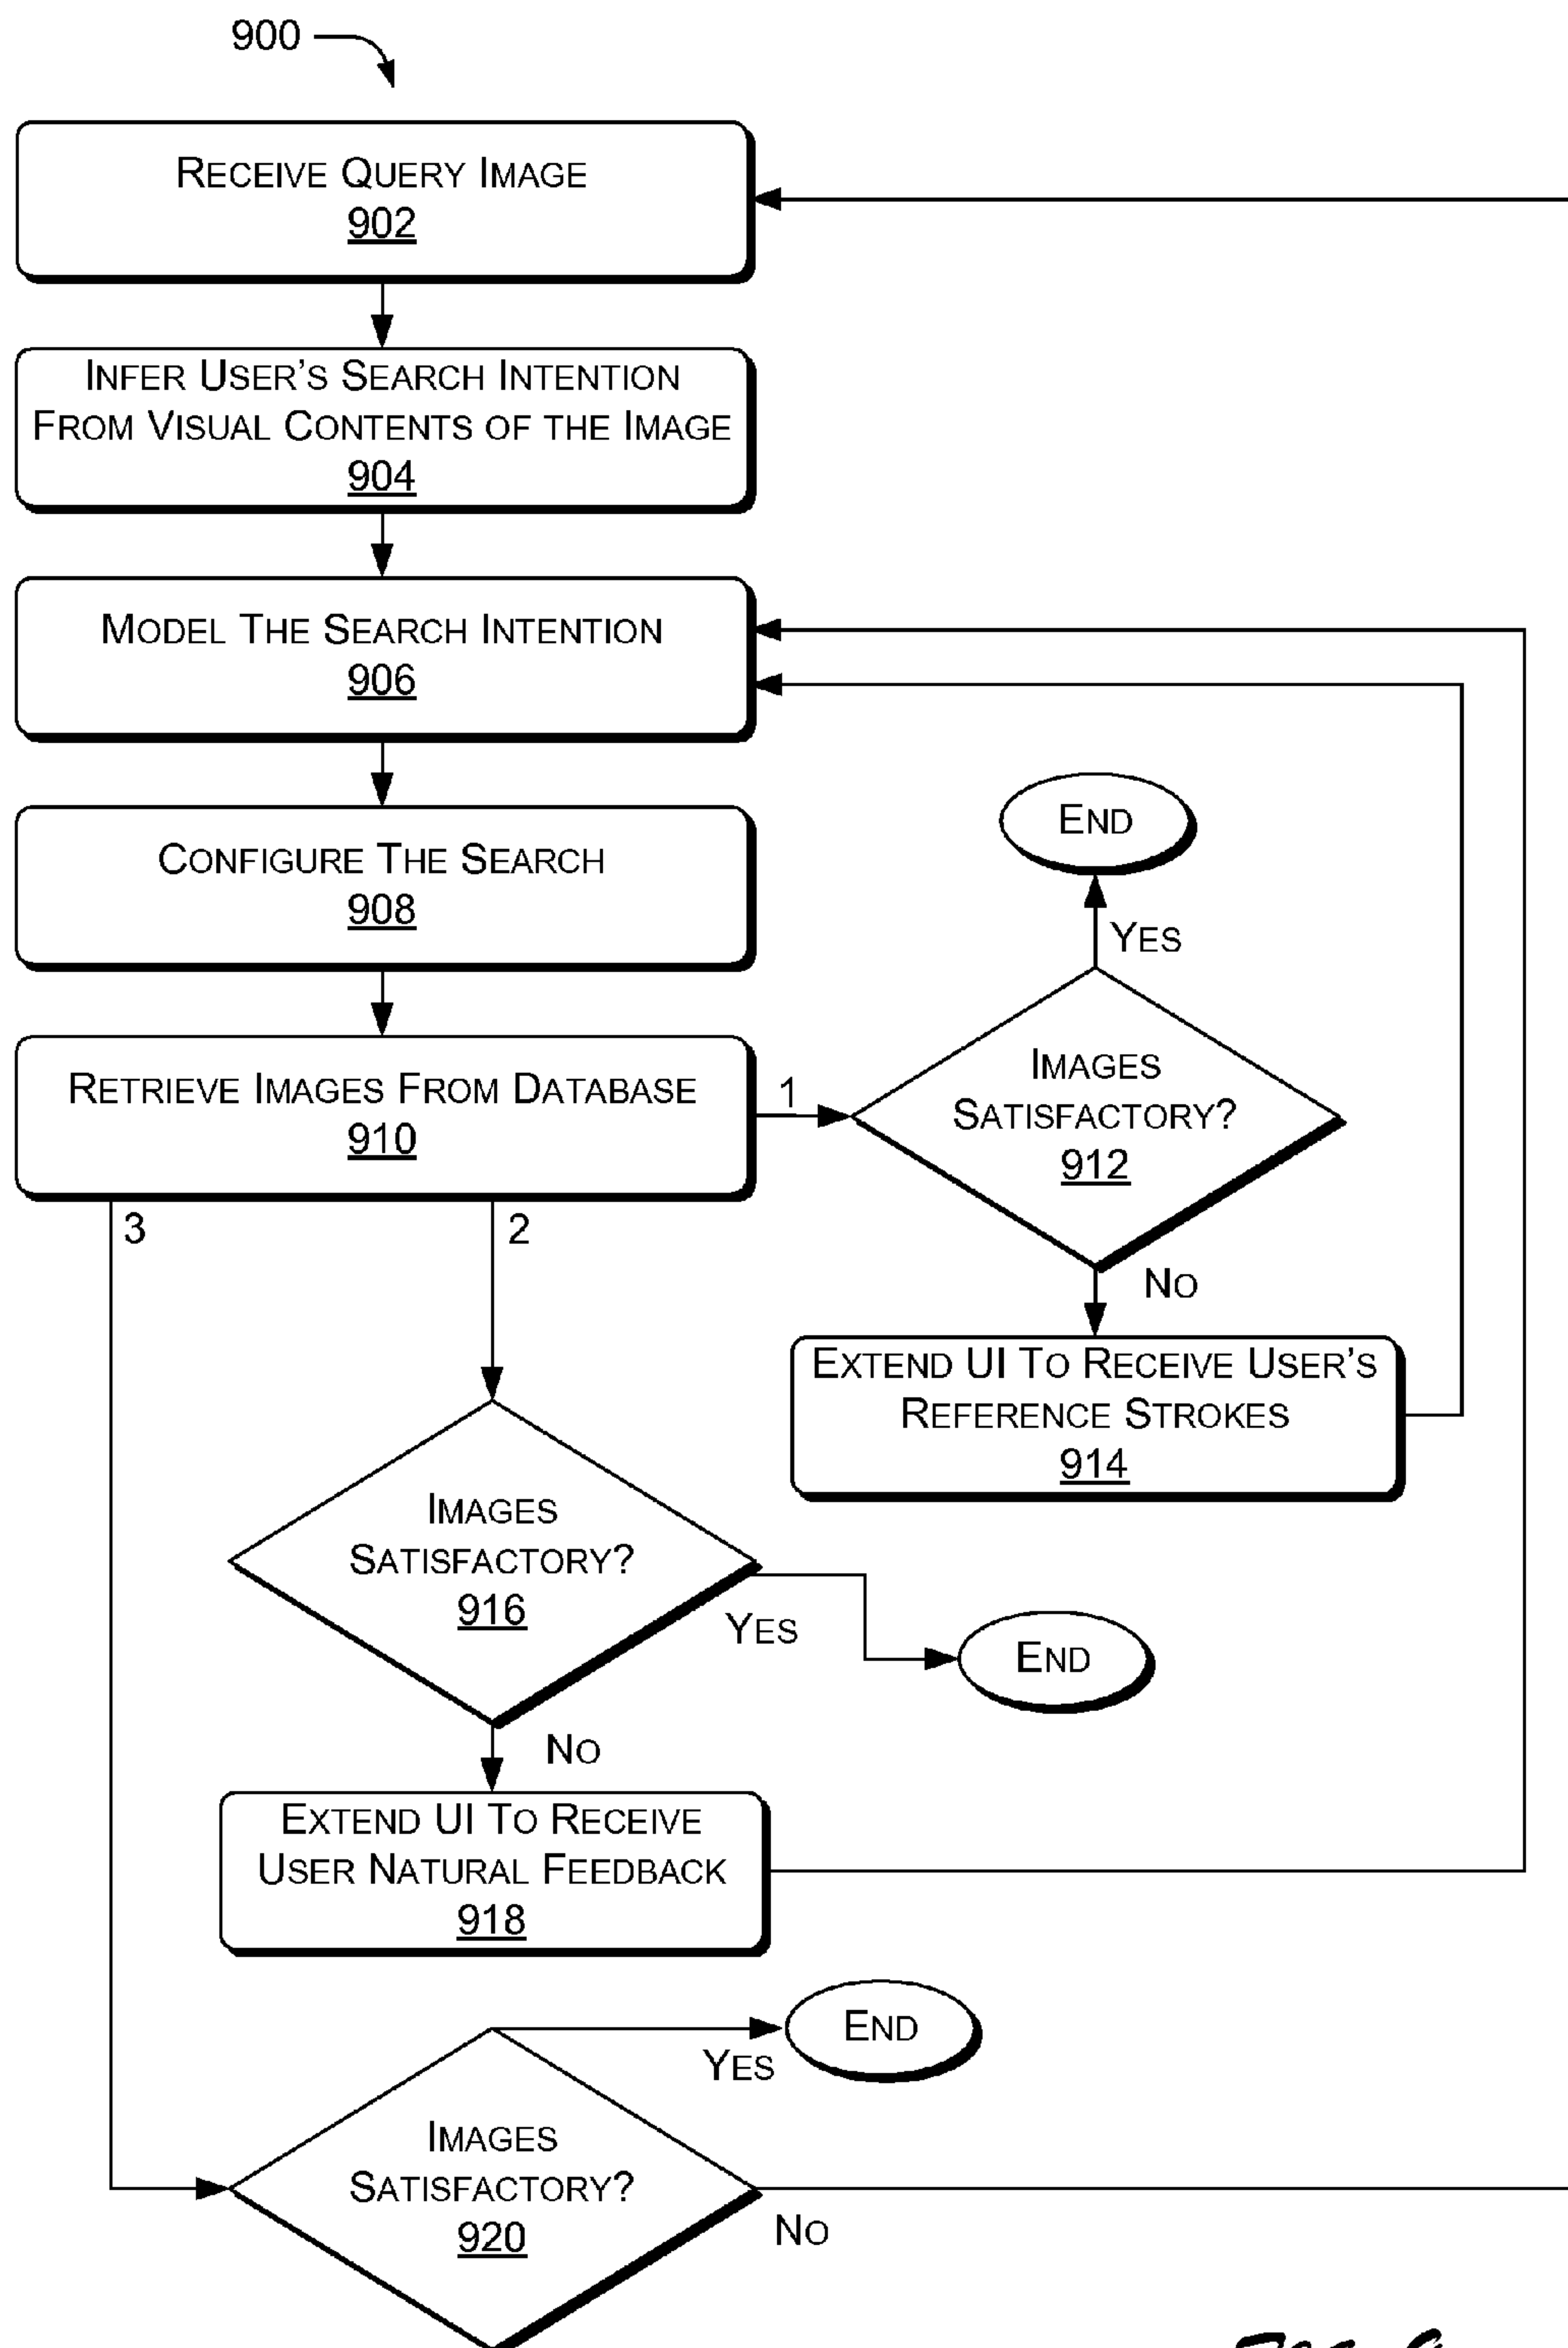 900
RECEIVE QUERY IMAGE
902
INFER USER'S SEARCH INTENTION
FROM VISUAL CONTENTS OF THE IMAGE
904
MODEL THE SEARCH INTENTION
906
CONFIGURE THE SEARCH
908
RETRIEVE IMAGES FROM DATABASE
910
1
2
3
END
YES
IMAGES
SATISFACTORY?
912
NO
EXTEND UI TO RECEIVE USER'S
REFERENCE STROKES
914
IMAGES
SATISFACTORY?
916
YES
END
NO
EXTEND UI TO RECEIVE
USER NATURAL FEEDBACK
918
END
YES
IMAGES
SATISFACTORY?
920
NO